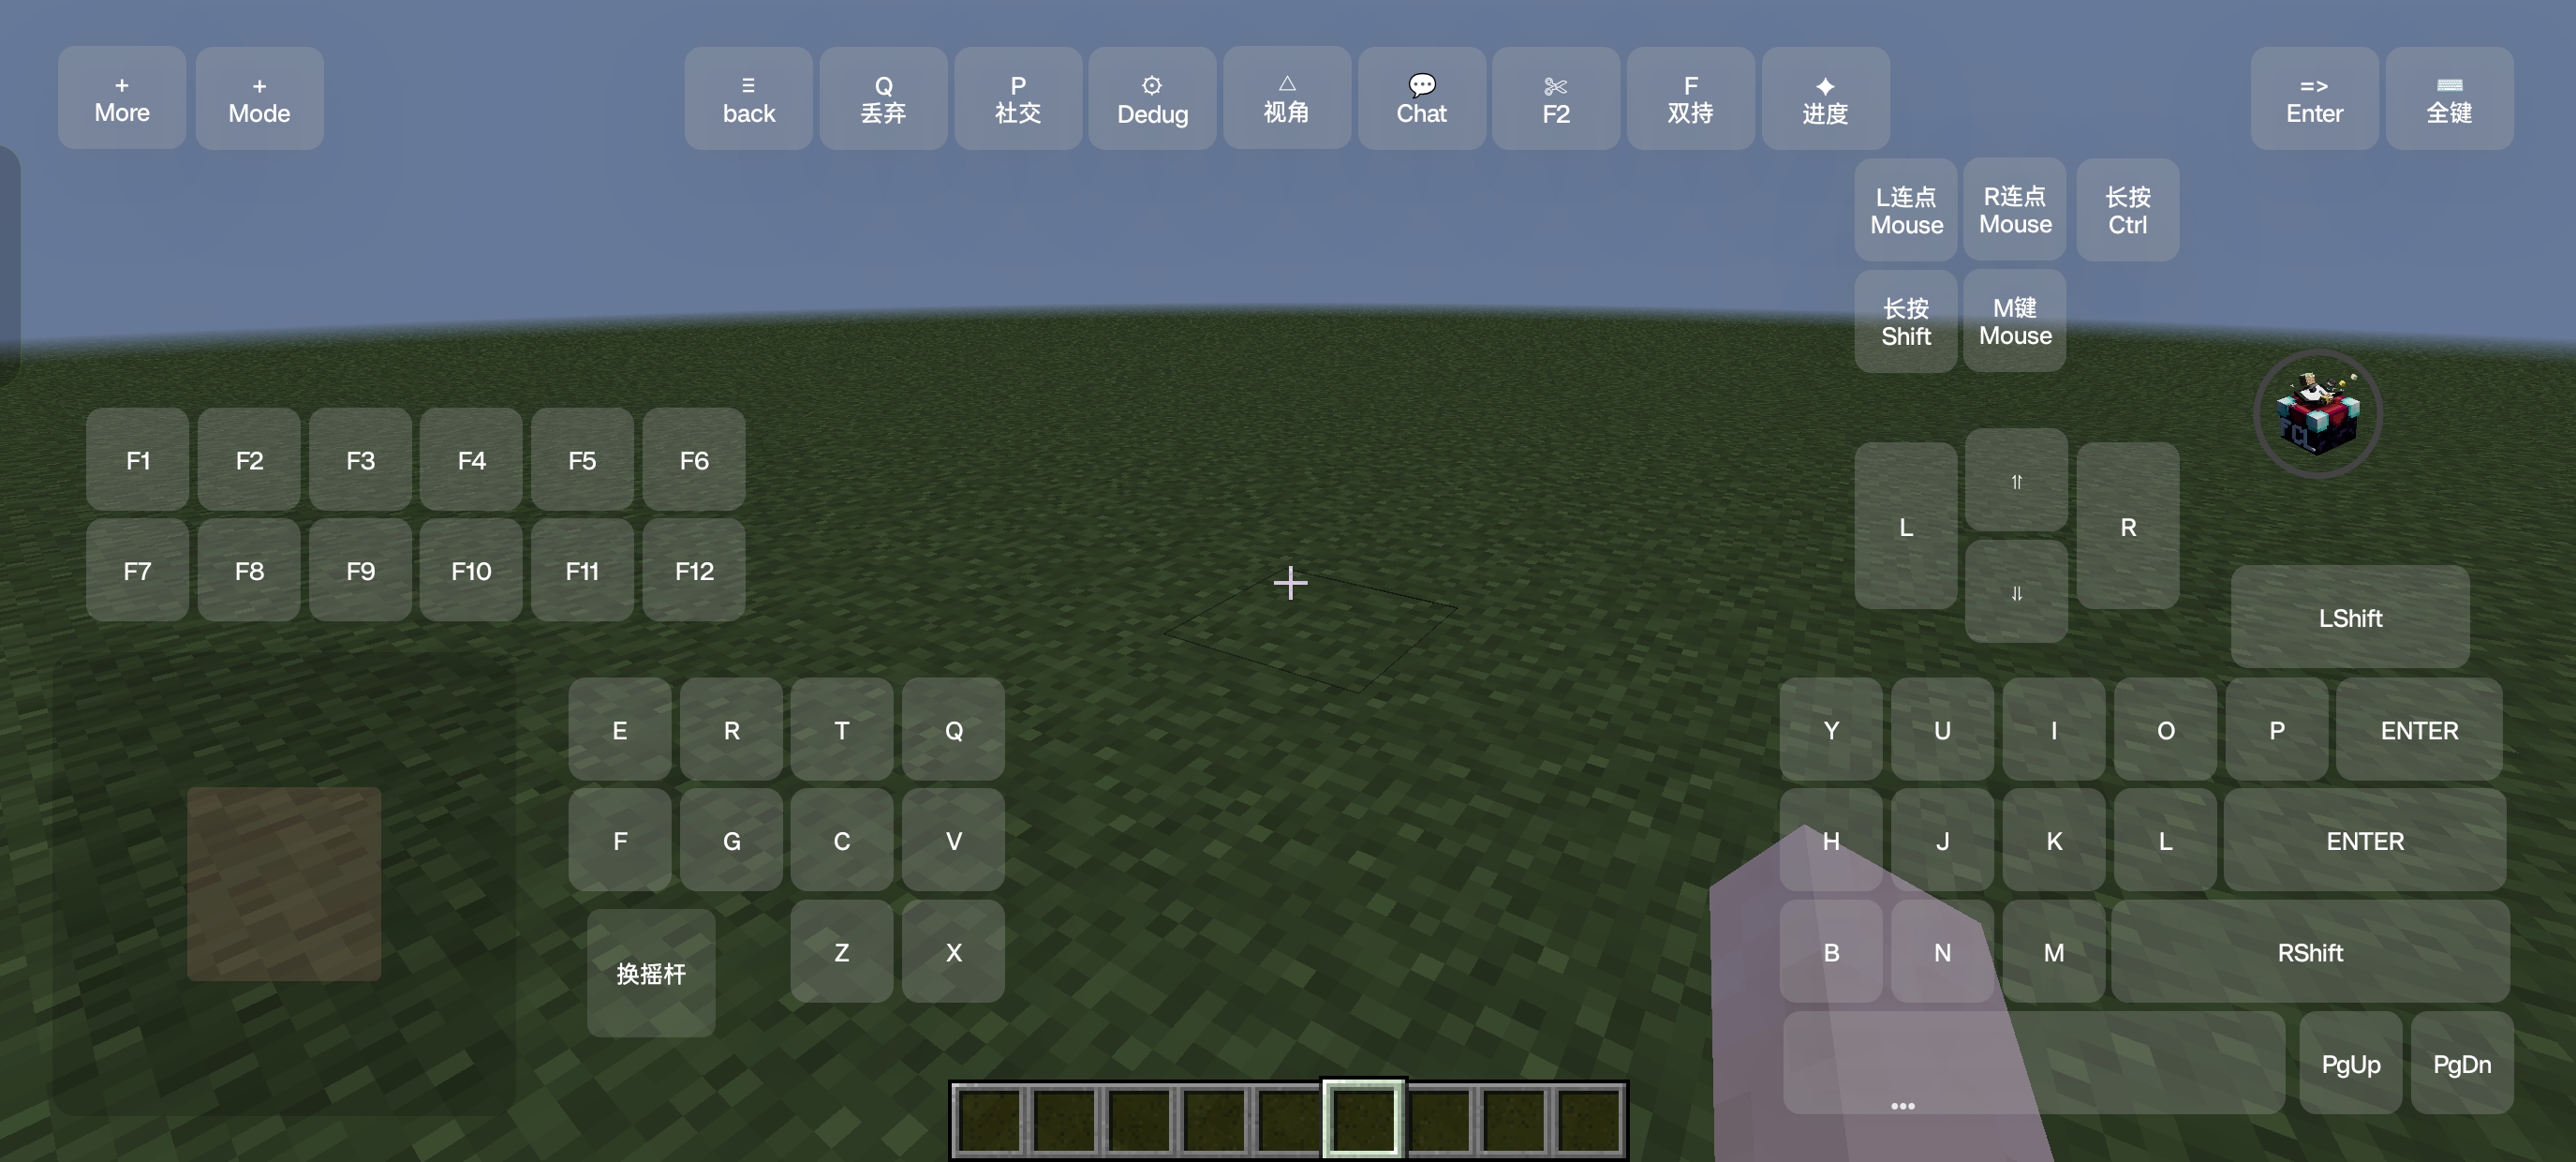 +
More
+
Mode
back
Q
丢弃
P
社交
Dedug
视角
Chat
F2
F
双持
进度
=>
Enter
全键
L连点
Mouse
R连点
Mouse
长按
Ctrl
长按
Shift
M键
Mouse
FCL
F1
F2
F3
F4
F5
F6
F7
F8
F9
F10
F11
F12
L
⇈
R
⇊
LShift
E
R
T
Q
Y
U
I
O
P
ENTER
F
G
C
V
H
J
K
L
ENTER
换摇杆
Z
X
B
N
M
RShift
•••
PgUp
PgDn